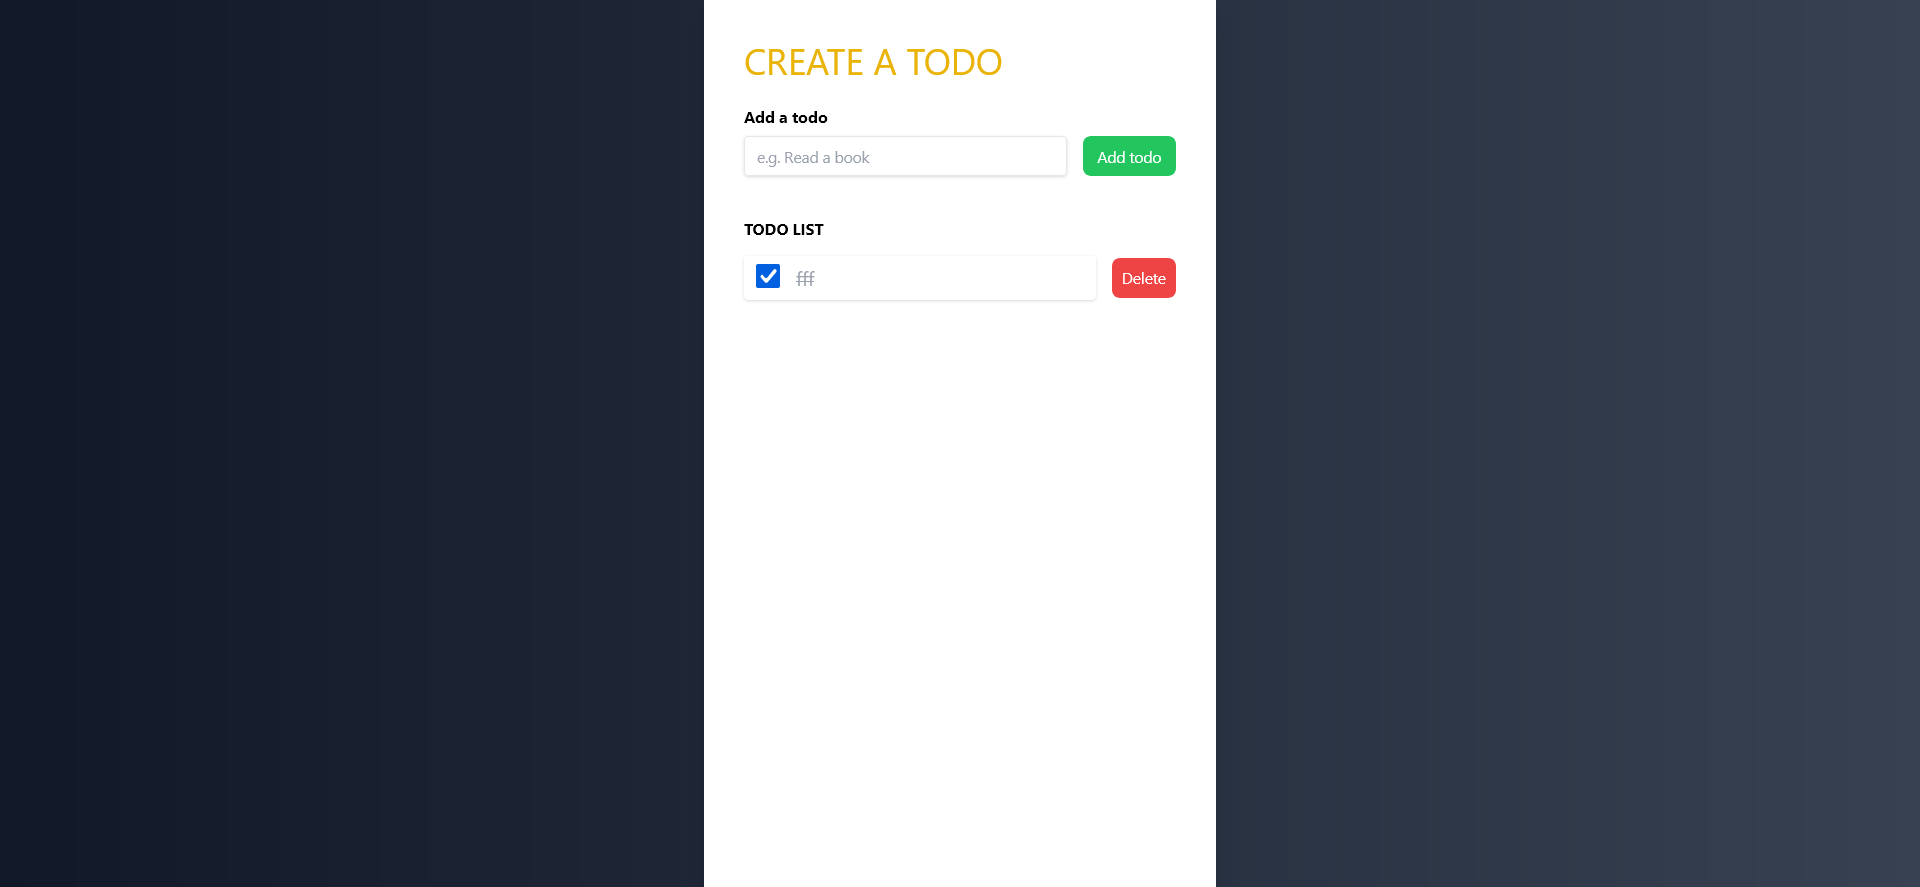 CREATE A TODO
Add a todo
e.g. Read a book
Add todo
TODO LIST
fff
Delete